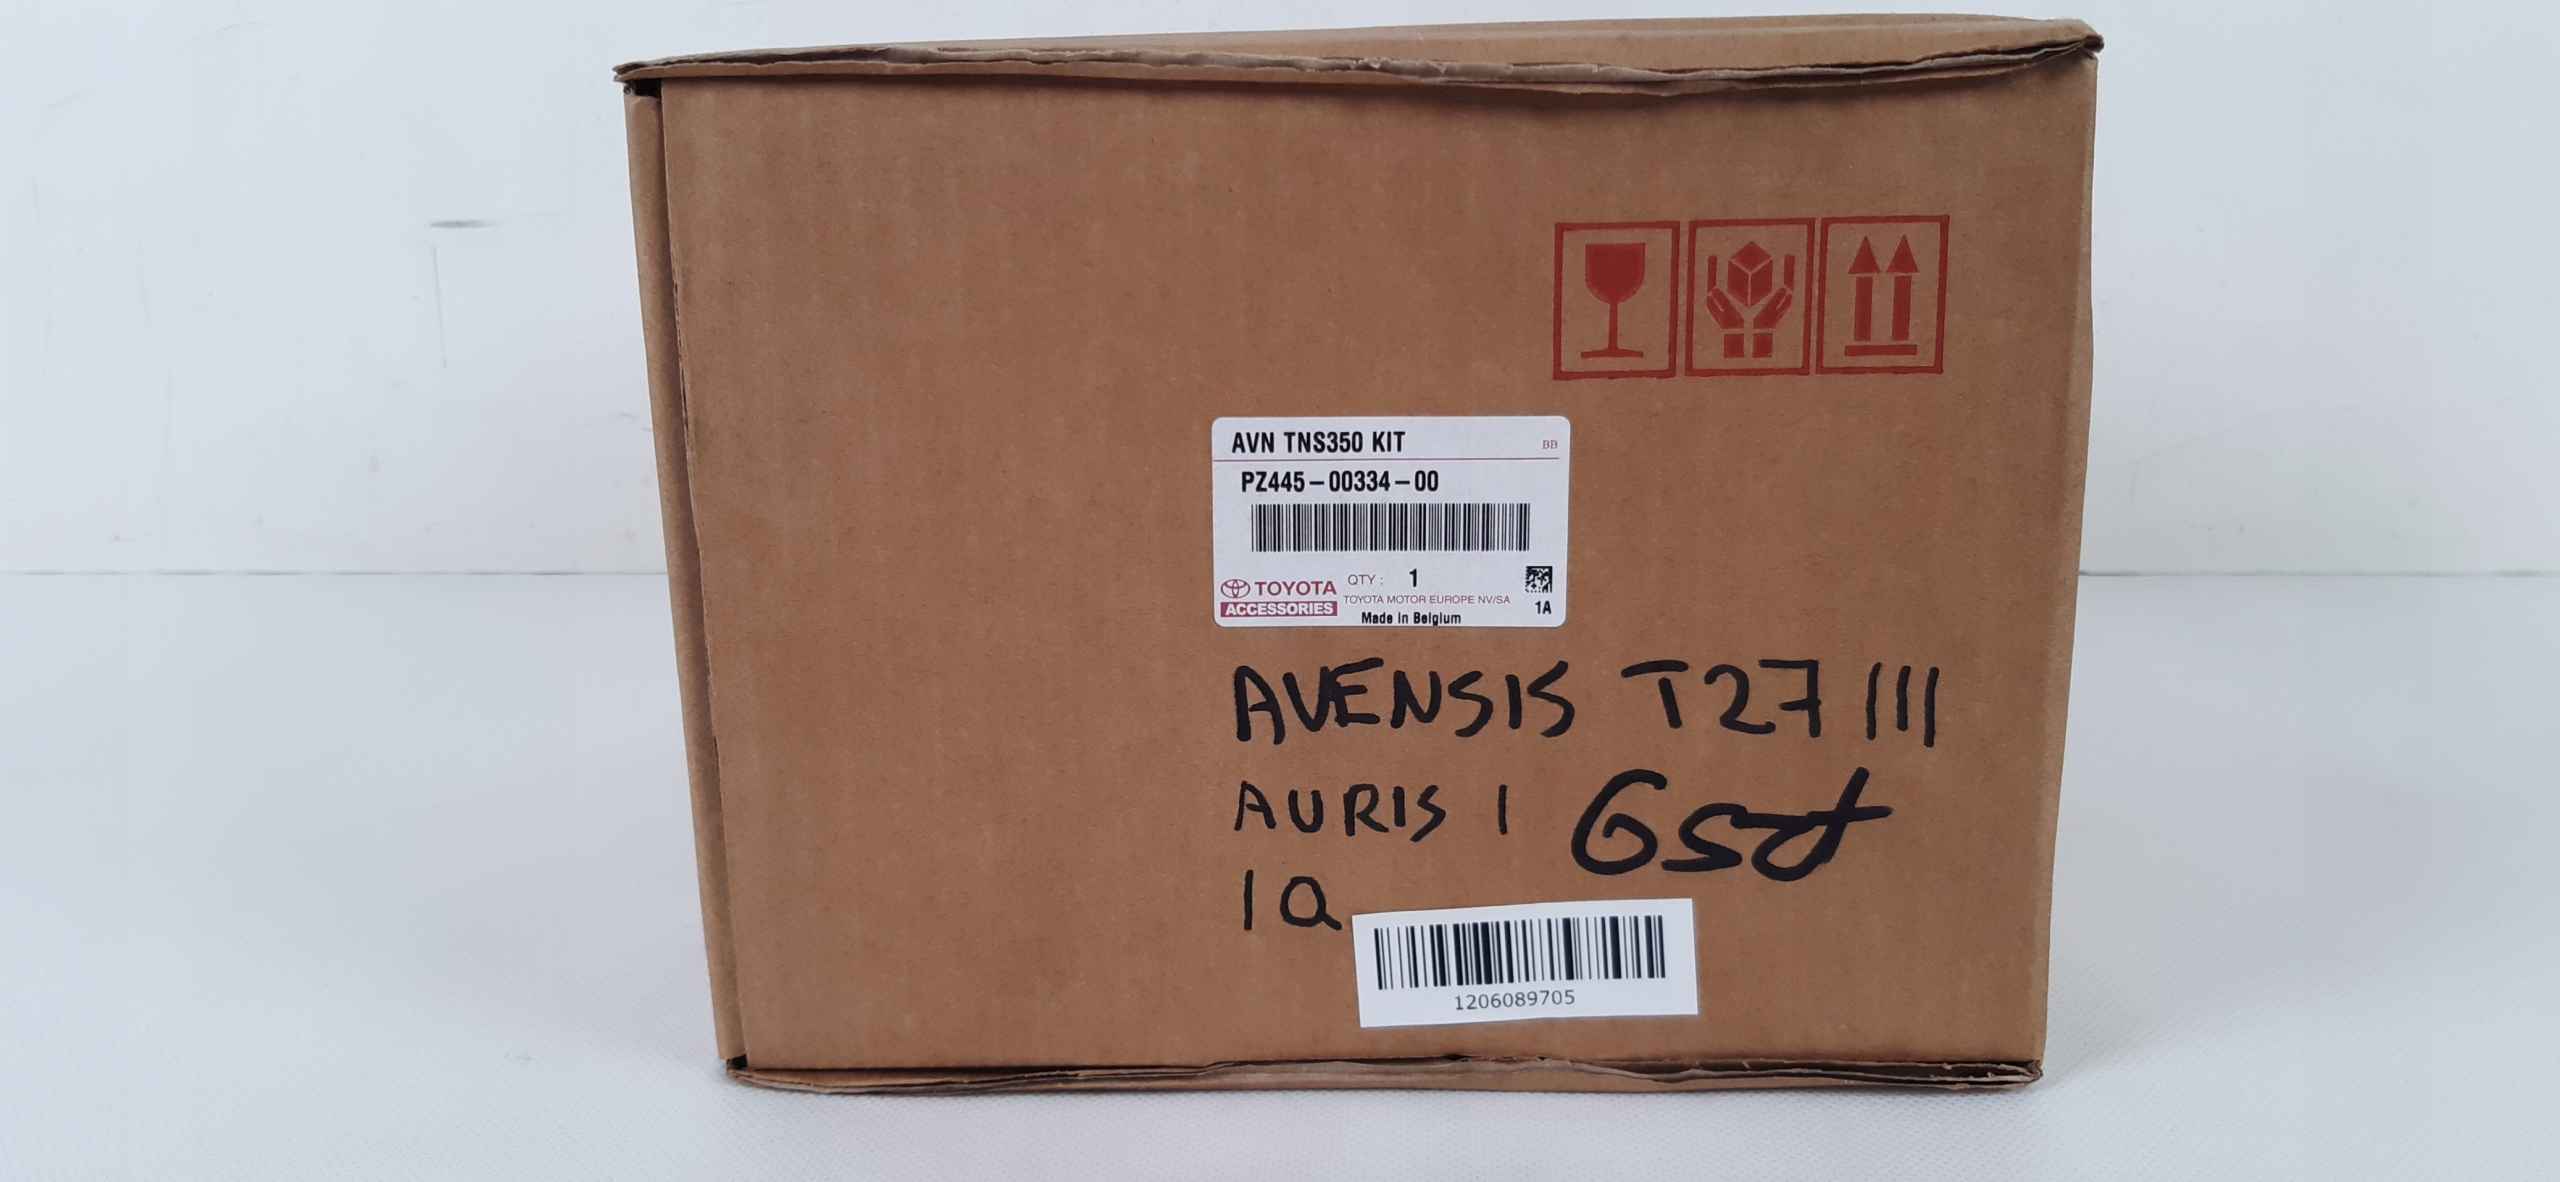 AVN TNS350 KIT
BB
PZ445-00334-00
TOYOTA
ACCESSORIES
QTY : 1
TOYOTA MOTOR EUROPE NV/SA
Made in Belgium
1A
AVENSIS T27 III
AURIS I
IQ
1206089705